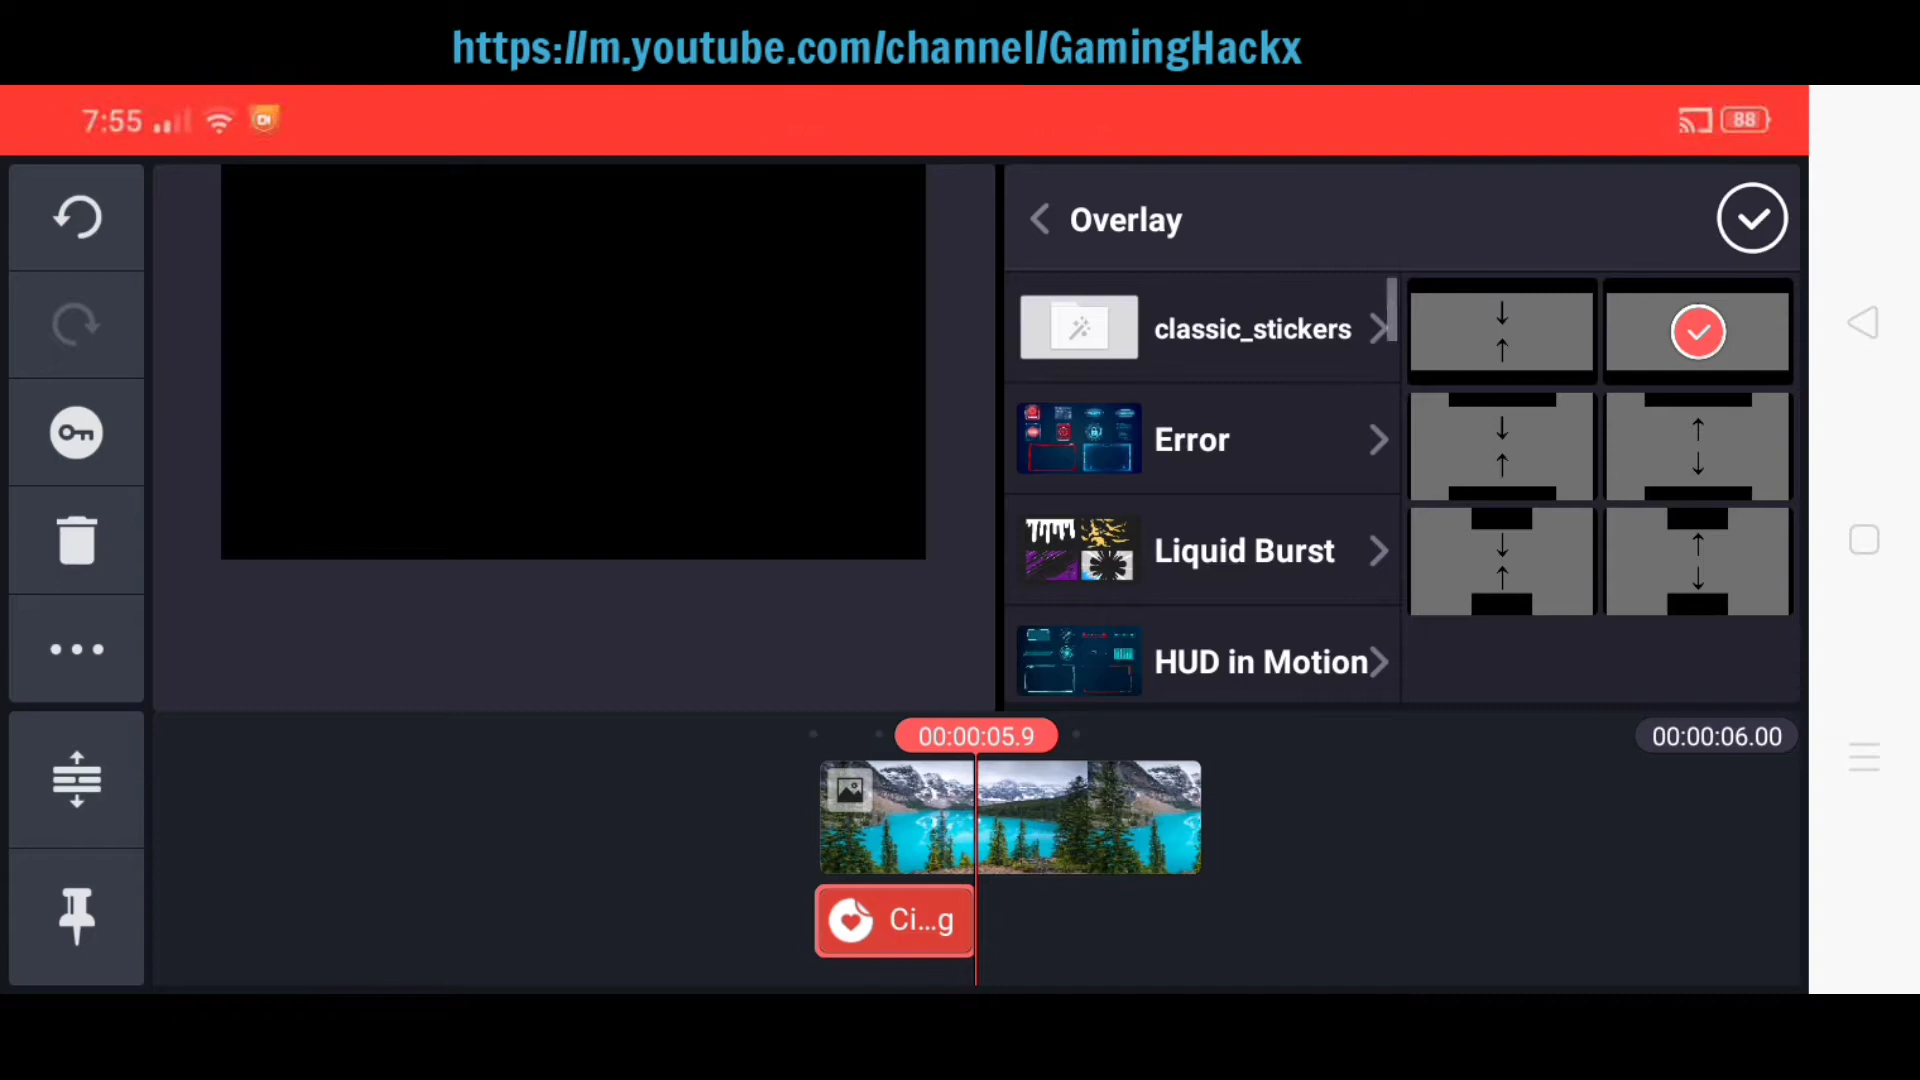 https://m.youtube.com/channel/GamingHackx
7:55
88
Overlay
classic_stickers
Error
Liquid Burst
HUD in Motion
00:00:05.9
00:00:06.00
Ci...g